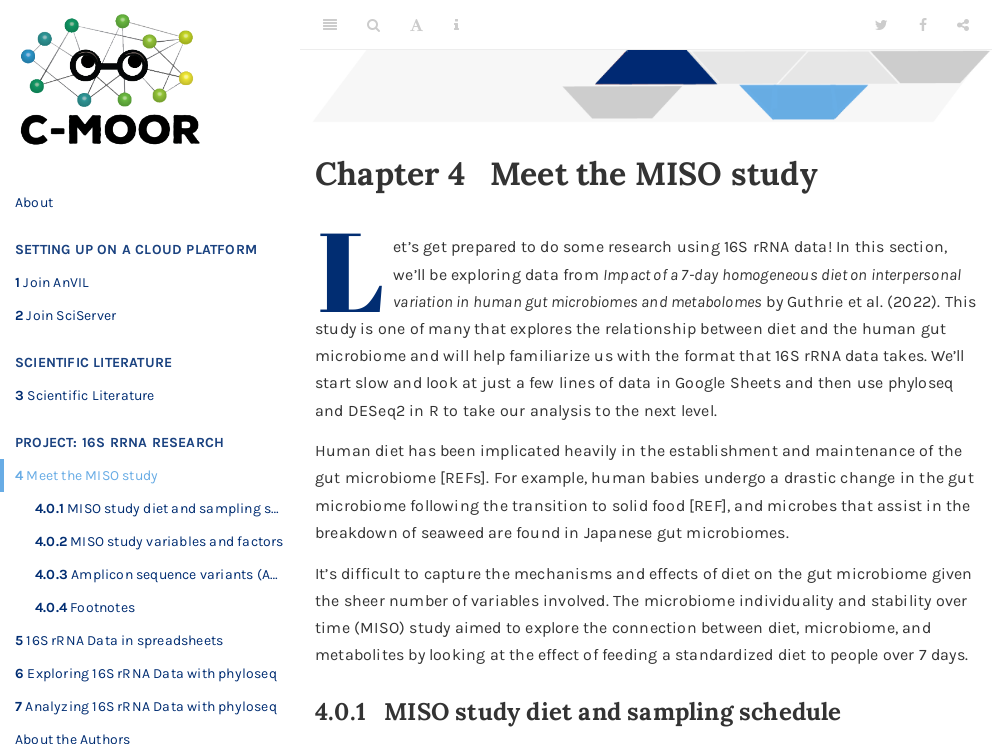 C-MOOR
About
SETTING UP ON A CLOUD PLATFORM
1 Join AnVIL
2 Join SciServer
SCIENTIFIC LITERATURE
3 Scientific Literature
PROJECT: 16S RRNA RESEARCH
4 Meet the MISO study
4.0.1 MISO study diet and sampling s...
4.0.2 MISO study variables and factors
4.0.3 Amplicon sequence variants (A...
4.0.4 Footnotes
5 16S rRNA Data in spreadsheets
6 Exploring 16S rRNA Data with phyloseq
7 Analyzing 16S rRNA Data with phyloseq
About the Authors
A i
Chapter 4 Meet the MISO study
Let’s get prepared to do some research using 16S rRNA data! In this section,
we’ll be exploring data from Impact of a 7-day homogeneous diet on interpersonal
variation in human gut microbiomes and metabolomes by Guthrie et al. (2022). This
study is one of many that explores the relationship between diet and the human gut
microbiome and will help familiarize us with the format that 16S rRNA data takes. We’ll
start slow and look at just a few lines of data in Google Sheets and then use phyloseq
and DESeq2 in R to take our analysis to the next level.
Human diet has been implicated heavily in the establishment and maintenance of the
gut microbiome [REFs]. For example, human babies undergo a drastic change in the gut
microbiome following the transition to solid food [REF], and microbes that assist in the
breakdown of seaweed are found in Japanese gut microbiomes.
It’s difficult to capture the mechanisms and effects of diet on the gut microbiome given
the sheer number of variables involved. The microbiome individuality and stability over
time (MISO) study aimed to explore the connection between diet, microbiome, and
metabolites by looking at the effect of feeding a standardized diet to people over 7 days.
4.0.1 MISO study diet and sampling schedule